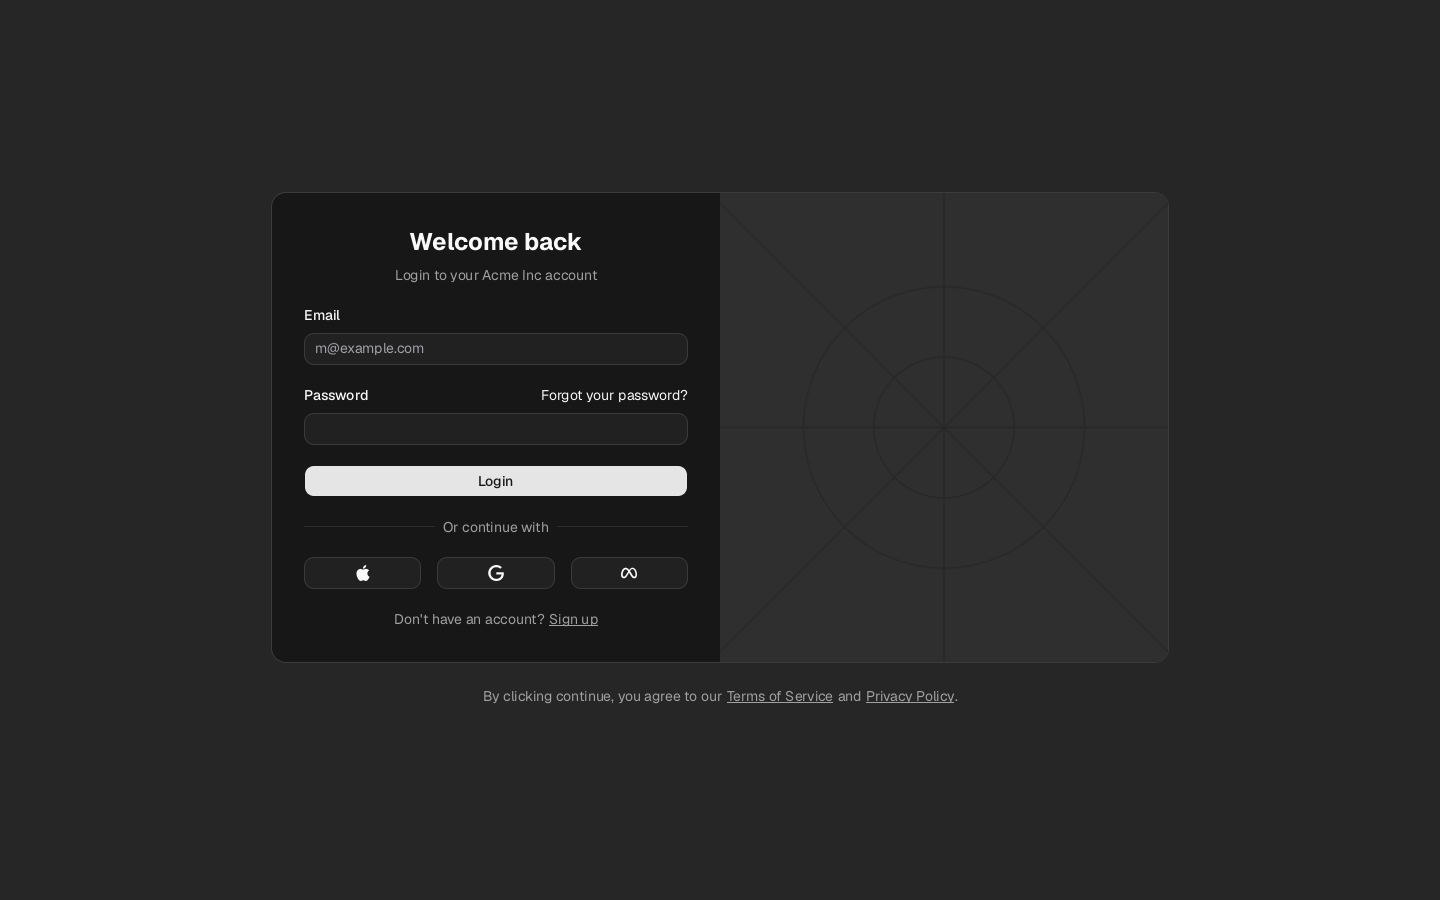 Welcome back
Login to your Acme Inc account
Email
m@example.com
Password
Forgot your password?
Login
Or continue with
Don't have an account? Sign up
By clicking continue, you agree to our Terms of Service and Privacy Policy.